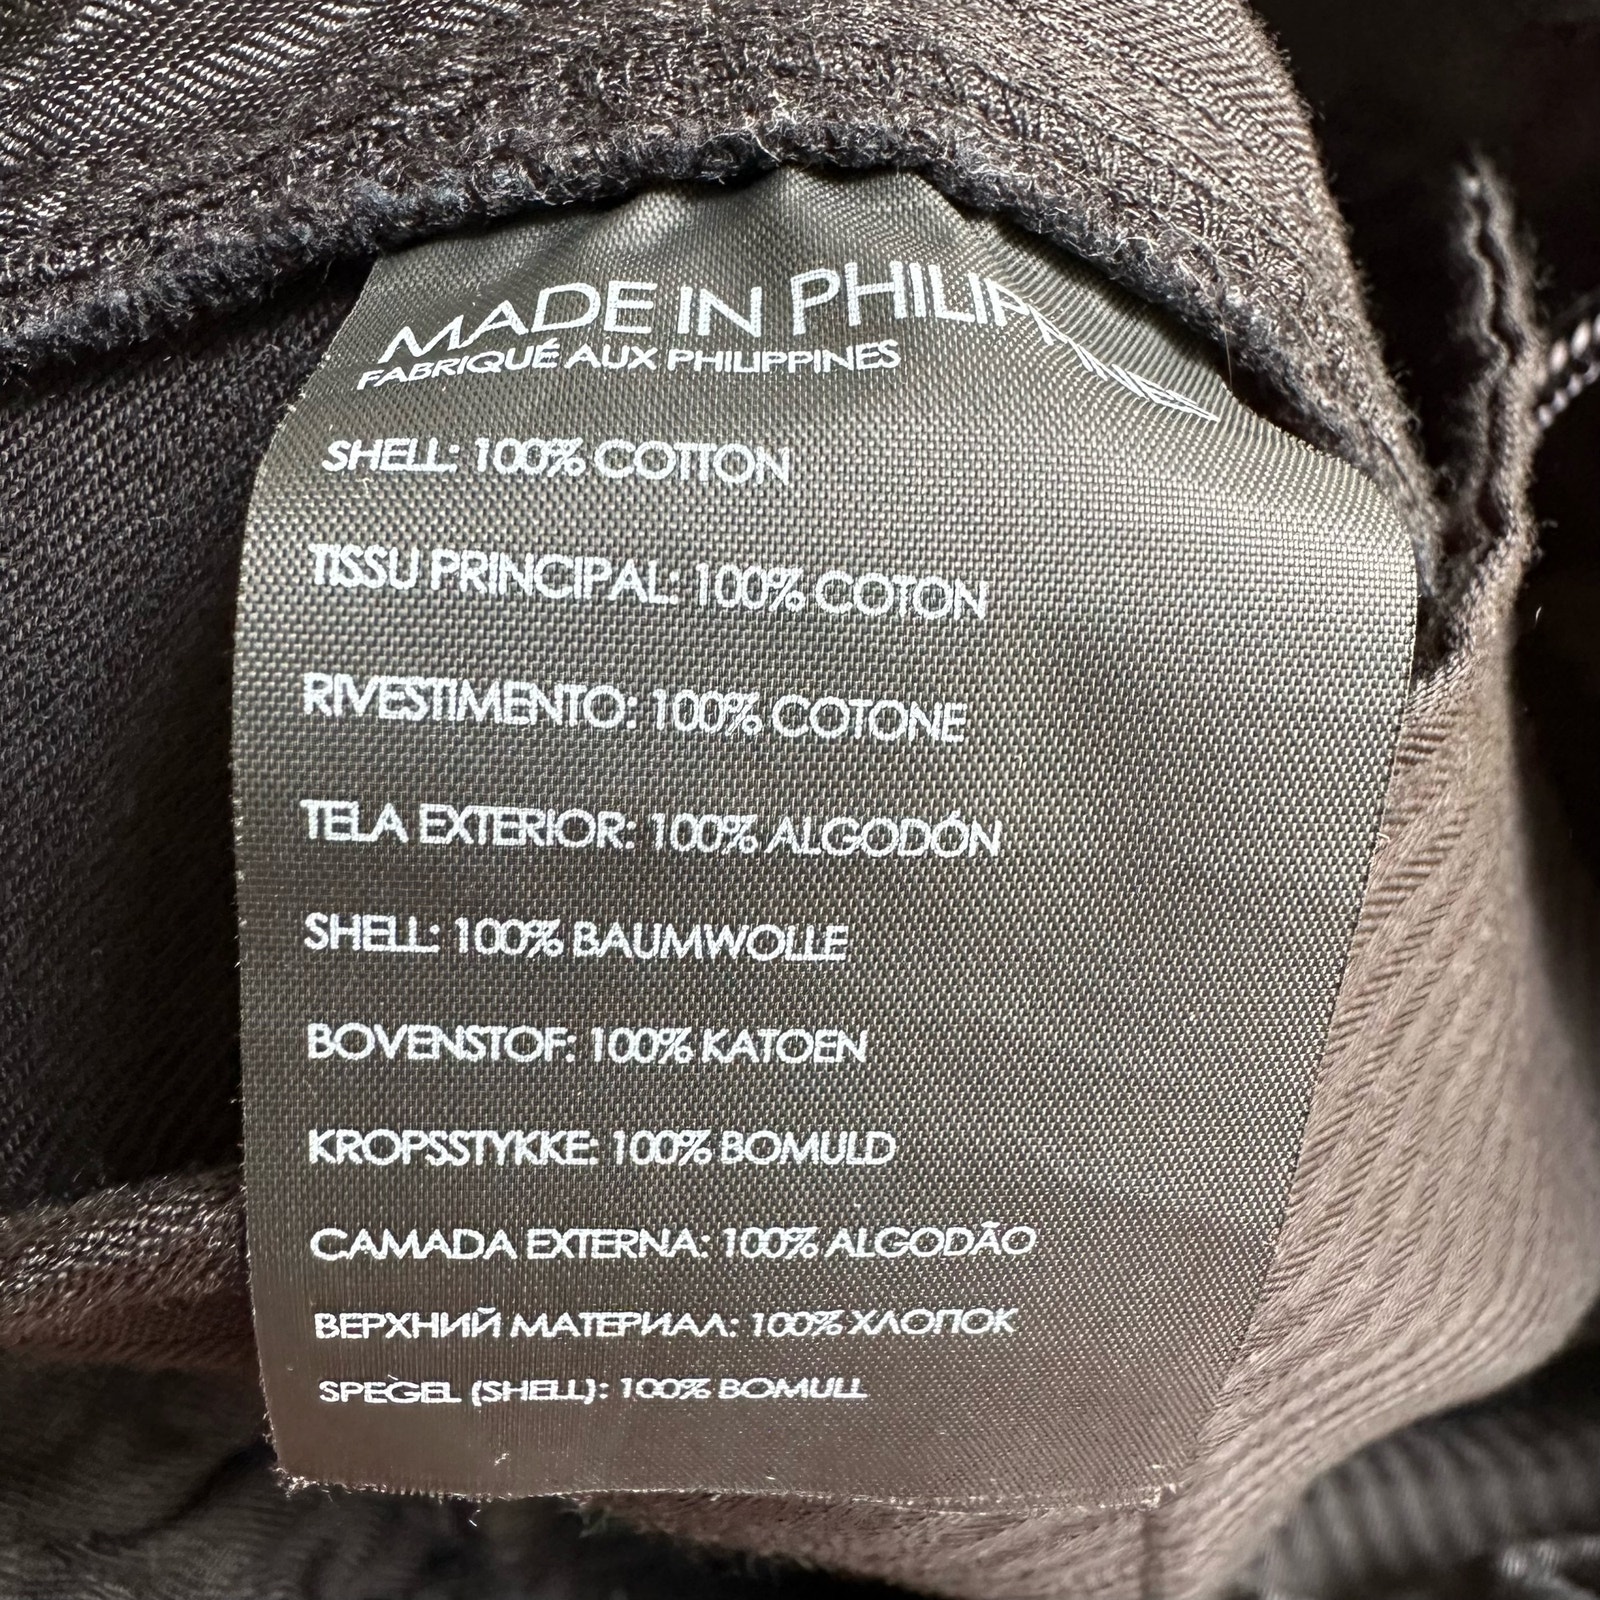 MADE IN PHILIPPINES
FABRIQUÉ AUX PHILIPPINES
SHELL: 100% COTTON
TISSU PRINCIPAL: 100% COTON
RIVESTIMENTO: 100% COTONE
TELA EXTERIOR: 100% ALGODÓN
SHELL: 100% BAUMWOLLE
BOVENSTOF: 100% KATOEN
KROPSSTYKKE: 100% BOMULD
CAMADA EXTERNA: 100% ALGODÃO
ВЕРХНИЙ МАТЕРИАЛ: 100% ХЛОПОК
SPEGEL (SHELL): 100% BOMULL